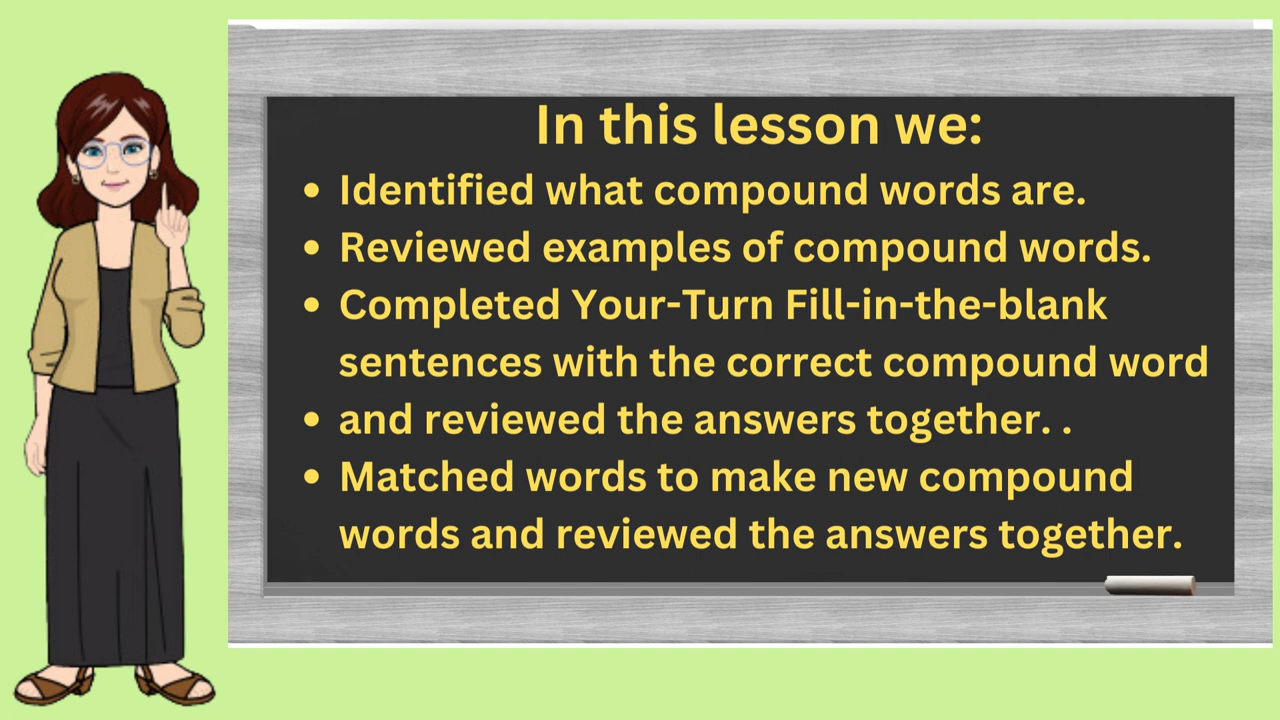 In this lesson we:
• Identified what compound words are.
• Reviewed examples of compound words.
• Completed Your-Turn Fill-in-the-blank
sentences with the correct compound word
• and reviewed the answers together. .
• Matched words to make new compound
words and reviewed the answers together.